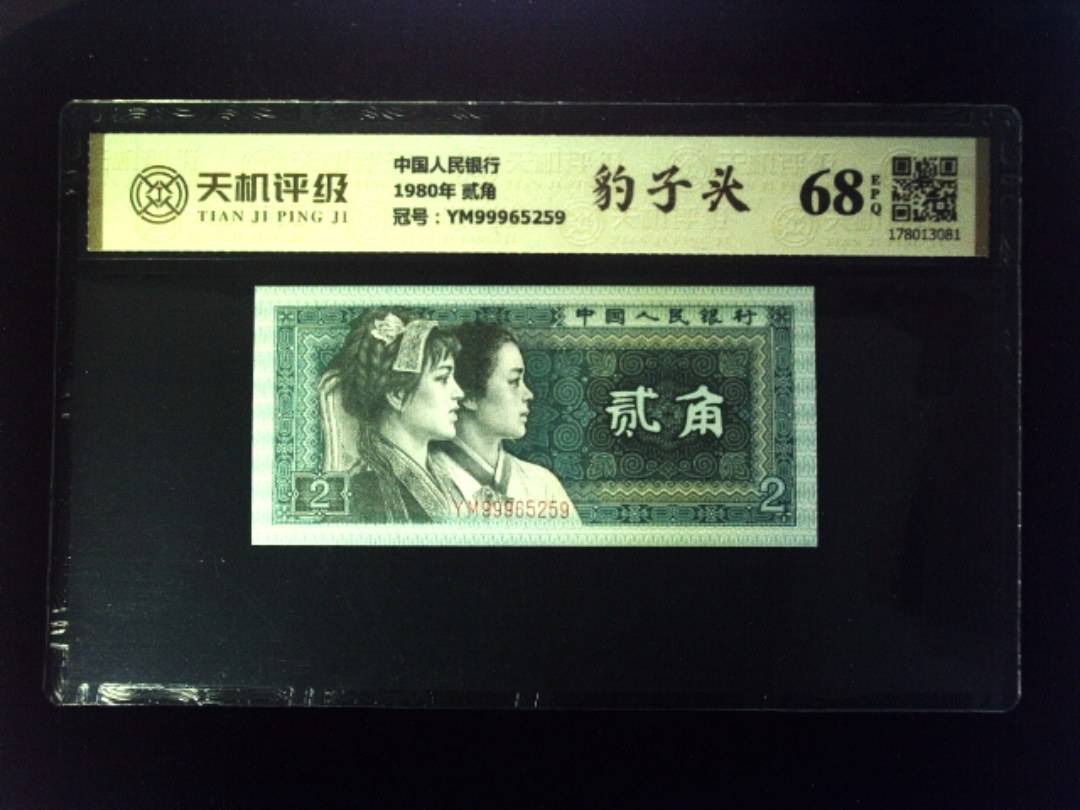 天机评级
TIAN JI PING JI
中国人民银行
1980年 贰角
冠号：YM99965259
豹子头
68
EPQ
178013081
中国人民银行
贰角
2
2
YM99965259